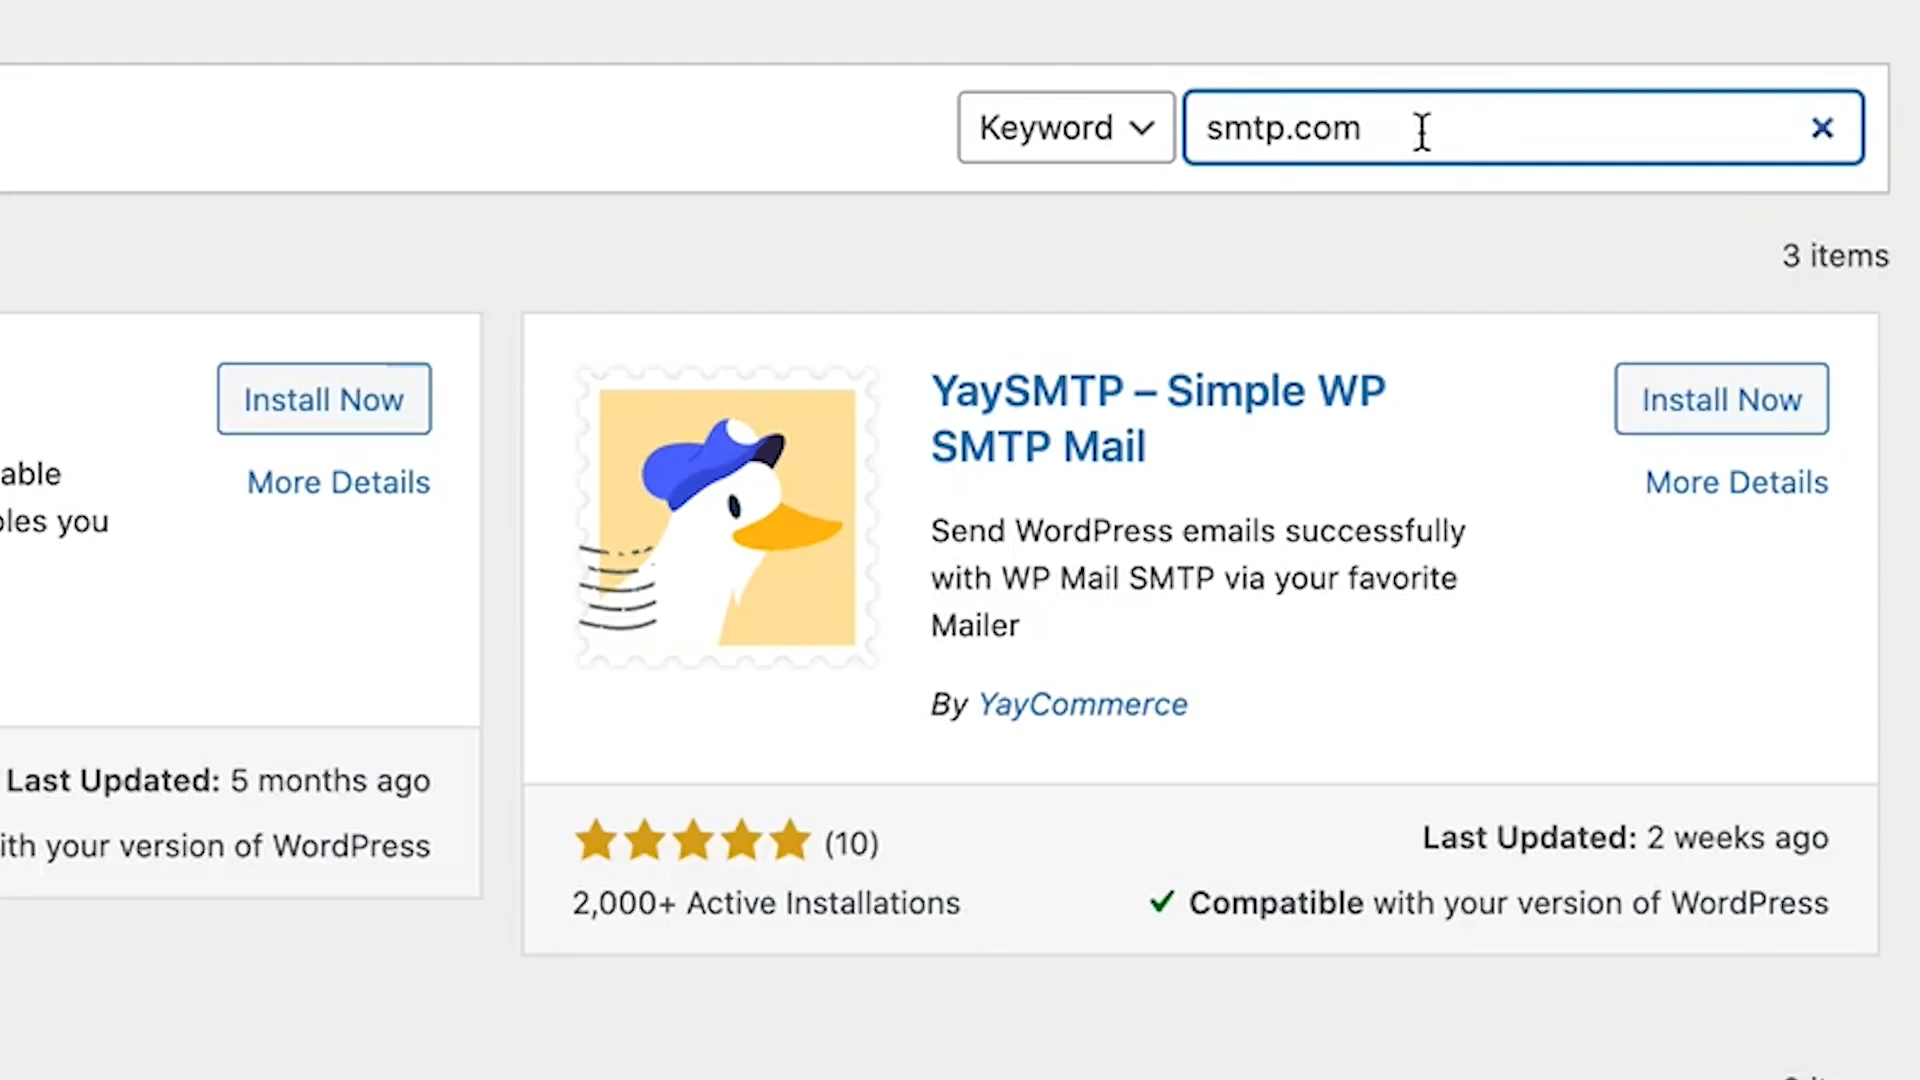 Keyword
smtp.com
3 items
Install Now
More Details
able
les you
Last Updated: 5 months ago
ith your version of WordPress
YaySMTP – Simple WP
SMTP Mail
Install Now
More Details
Send WordPress emails successfully
with WP Mail SMTP via your favorite
Mailer
By YayCommerce
(10)
Last Updated: 2 weeks ago
2,000+ Active Installations
Compatible with your version of WordPress